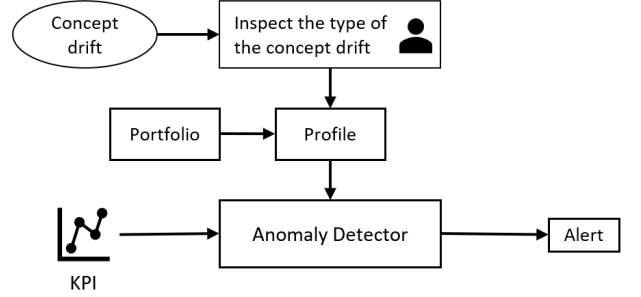 Concept
drift
Inspect the type of
the concept drift
Portfolio
Profile
Anomaly Detector
Alert
KPI